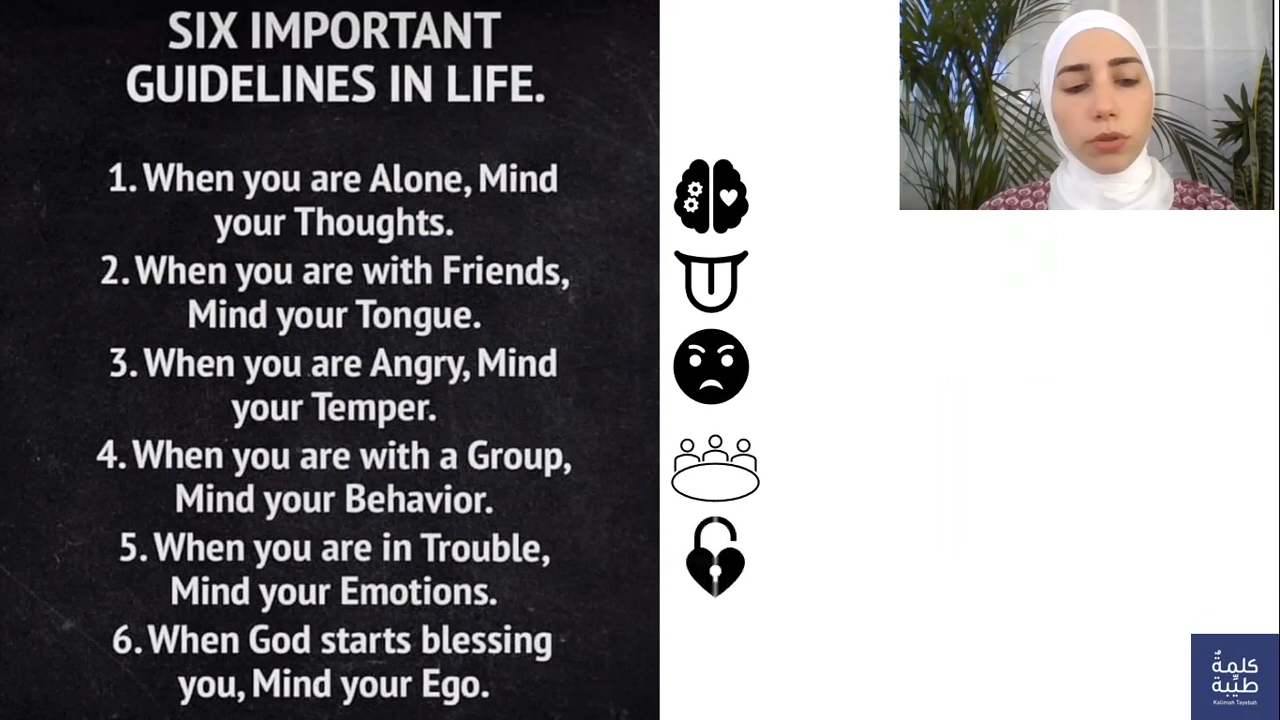 SIX IMPORTANT
GUIDELINES IN LIFE.
1. When you are Alone, Mind
your Thoughts.
2. When you are with Friends,
Mind your Tongue.
3. When you are Angry, Mind
your Temper.
4. When you are with a Group,
Mind your Behavior.
5. When you are in Trouble,
Mind your Emotions.
6. When God starts blessing
you, Mind your Ego.
كلمةٌ
طيّبة
Kalimah Tayebah